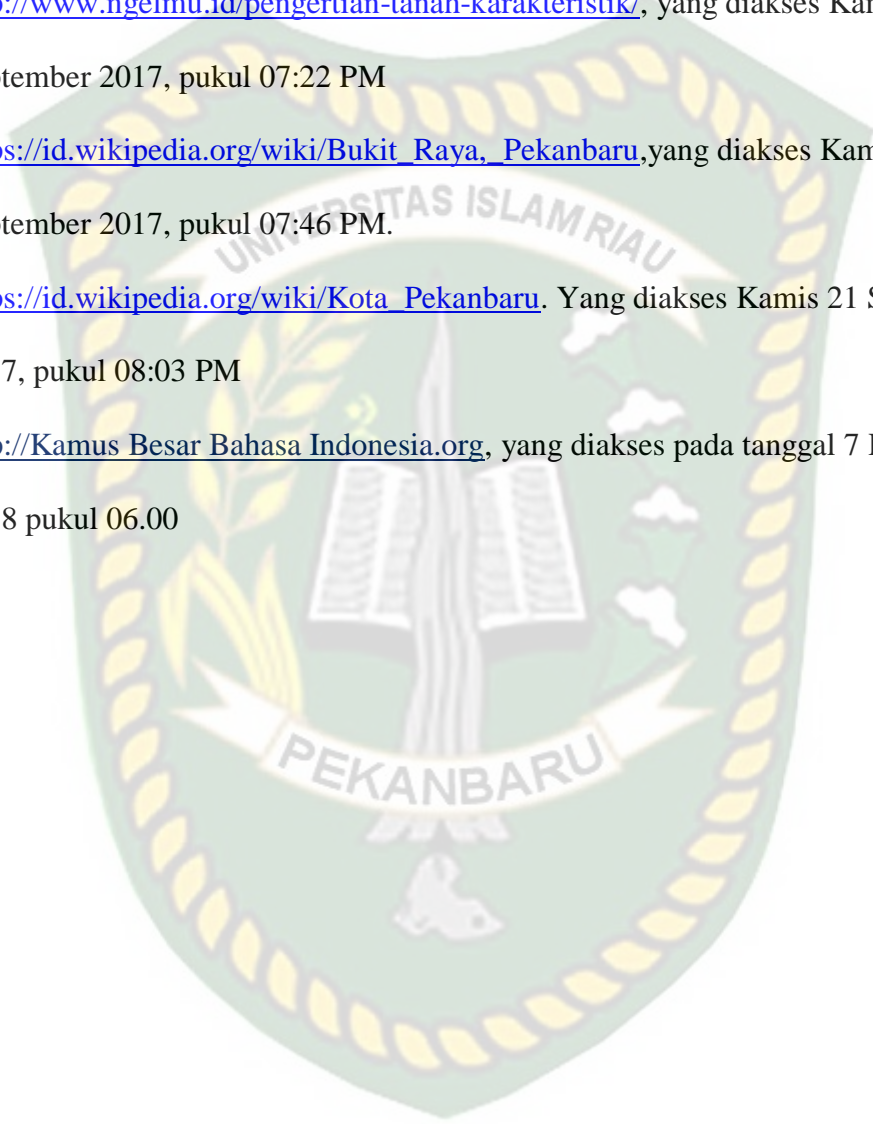 p://www.ngelmu.id/pengertian-tanah-karakteristik/, yang diakses Kam
tember 2017, pukul 07:22 PM
ps://id.wikipedia.org/wiki/Bukit_Raya,_Pekanbaru,yang diakses Kam
tember 2017, pukul 07:46 PM.
UNIVERSITAS ISLAM RIAU
ps://id.wikipedia.org/wiki/Kota_Pekanbaru. Yang diakses Kamis 21 S
7, pukul 08:03 PM
p://Kamus Besar Bahasa Indonesia.org, yang diakses pada tanggal 7
8 pukul 06.00
PEKANBARU